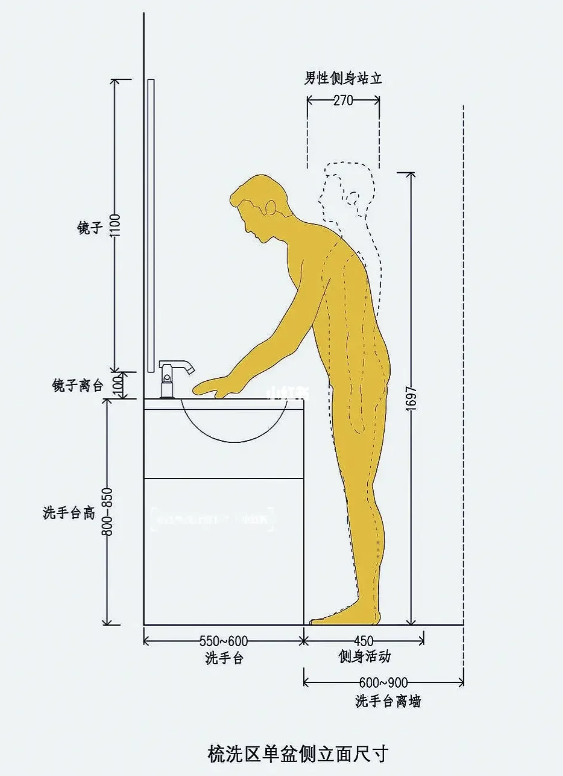 男性侧身站立
270
镜子
1100
镜子离台
100
1697
洗手台高
800-850
550~600
450
洗手台
侧身活动
600~900
洗手台离墙
梳洗区单盆侧立面尺寸